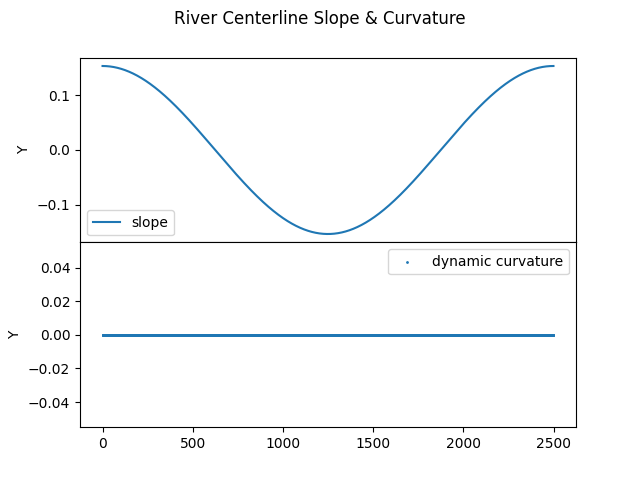 River Centerline Slope & Curvature
0.1
0.0
−0.1
Y
slope
dynamic curvature
0.04
0.02
0.00
−0.02
−0.04
Y
0 500 1000 1500 2000 2500